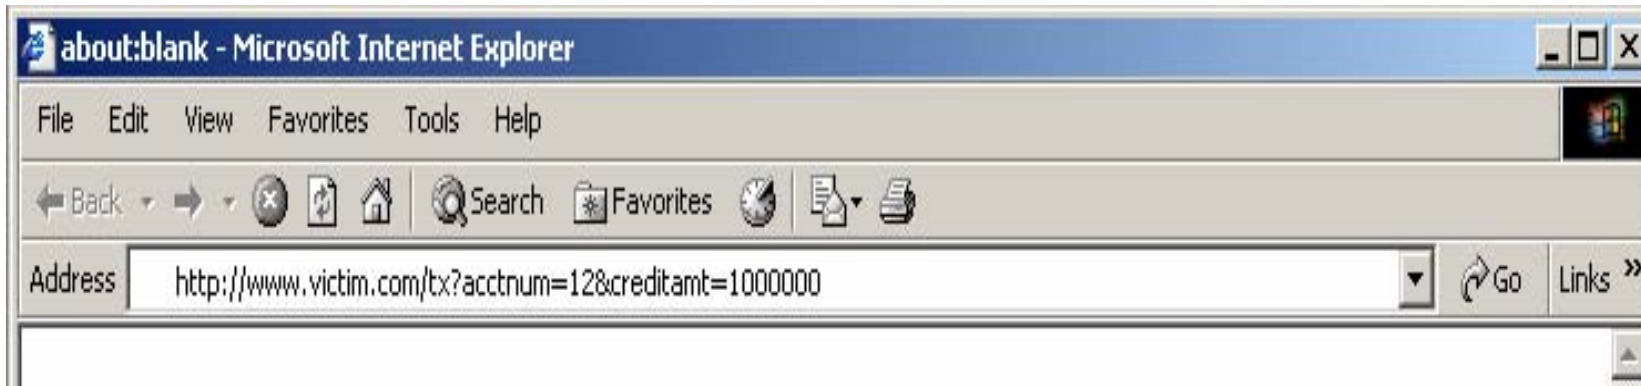 about:blank - Microsoft Internet Explorer
File Edit View Favorites Tools Help
Back Search Favorites
Address http://www.victim.com/tx?acctnum=12&creditamt=1000000 Go Links »